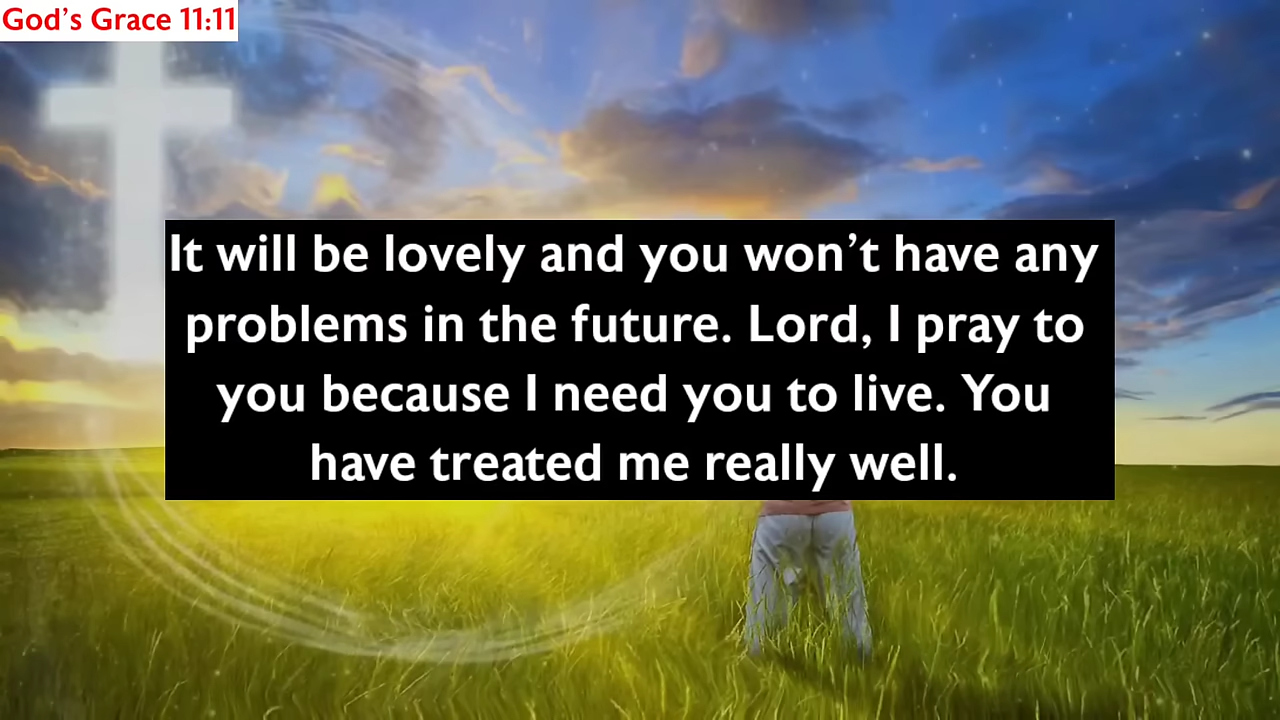 God’s Grace 11:11
It will be lovely and you won’t have any
problems in the future. Lord, I pray to
you because I need you to live. You
have treated me really well.